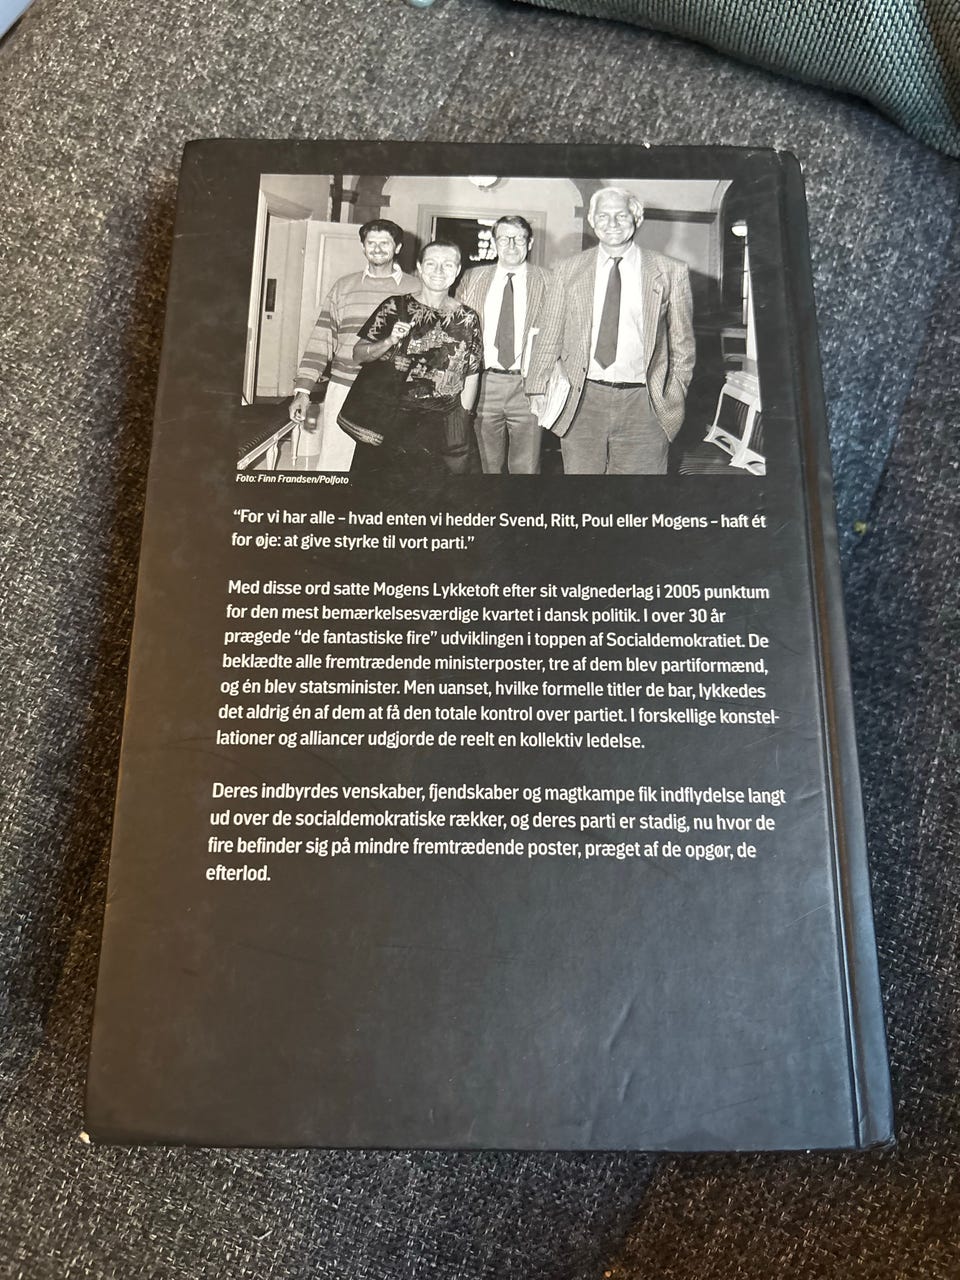 Foto: Finn Frandsen/Polfoto
“For vi har alle – hvad enten vi hedder Svend, Ritt, Poul eller Mogens – haft ét
for øje: at give styrke til vort parti.”
Med disse ord satte Mogens Lykketoft efter sit valgnederlag i 2005 punktum
for den mest bemærkelsesværdige kvartet i dansk politik. I over 30 år
prægede “de fantastiske fire” udviklingen i toppen af Socialdemokratiet. De
beklædte alle fremtrædende ministerposter, tre af dem blev partiformænd,
og én blev statsminister. Men uanset, hvilke formelle titler de bar, lykkedes
det aldrig én af dem at få den totale kontrol over partiet. I forskellige konstel-
lationer og alliancer udgjorde de reelt en kollektiv ledelse.
Deres indbyrdes venskaber, fjendskaber og magtkampe fik indflydelse langt
ud over de socialdemokratiske rækker, og deres parti er stadig, nu hvor de
fire befinder sig på mindre fremtrædende poster, præget af de opgør, de
efterlod.